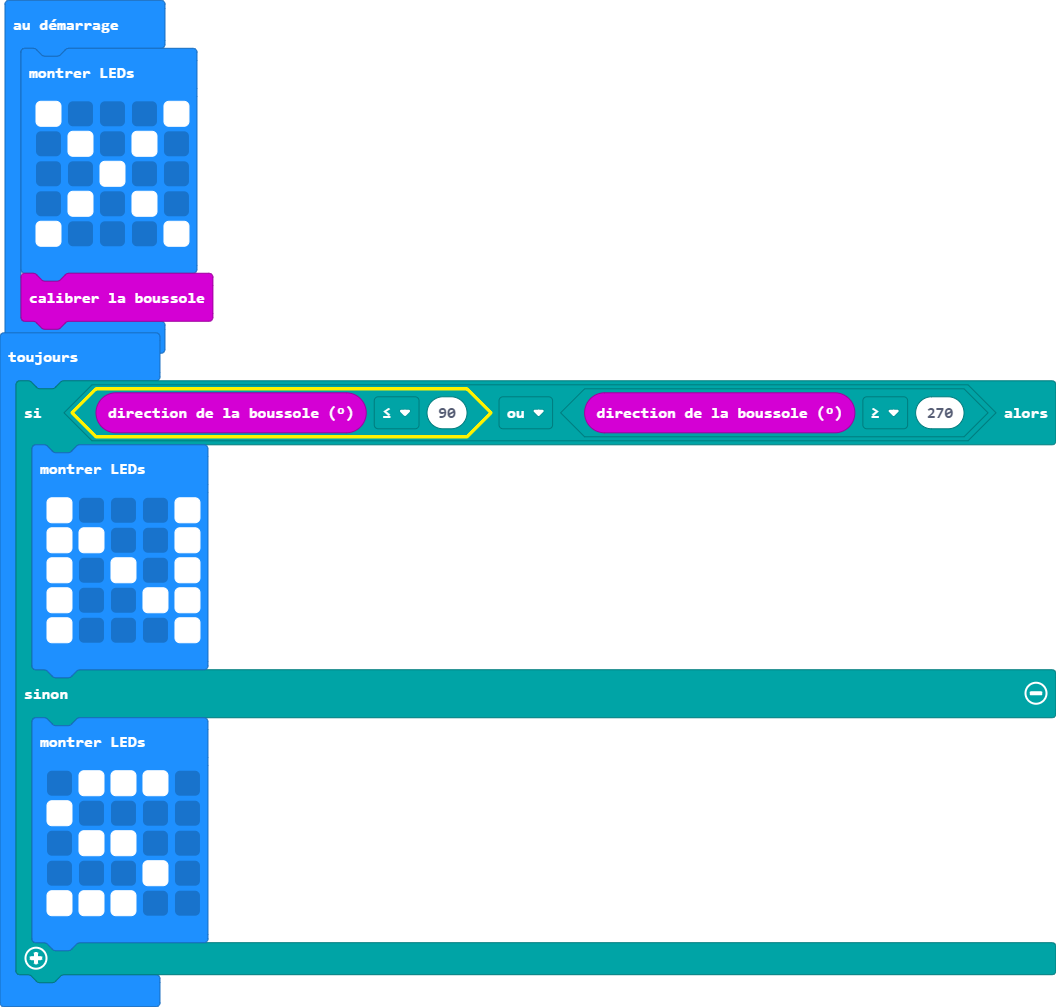 au démarrage
montrer LEDs
calibrer la boussole
toujours
si direction de la boussole (°) ≤ 90 ou direction de la boussole (°) ≥ 270 alors
montrer LEDs
sinon
montrer LEDs